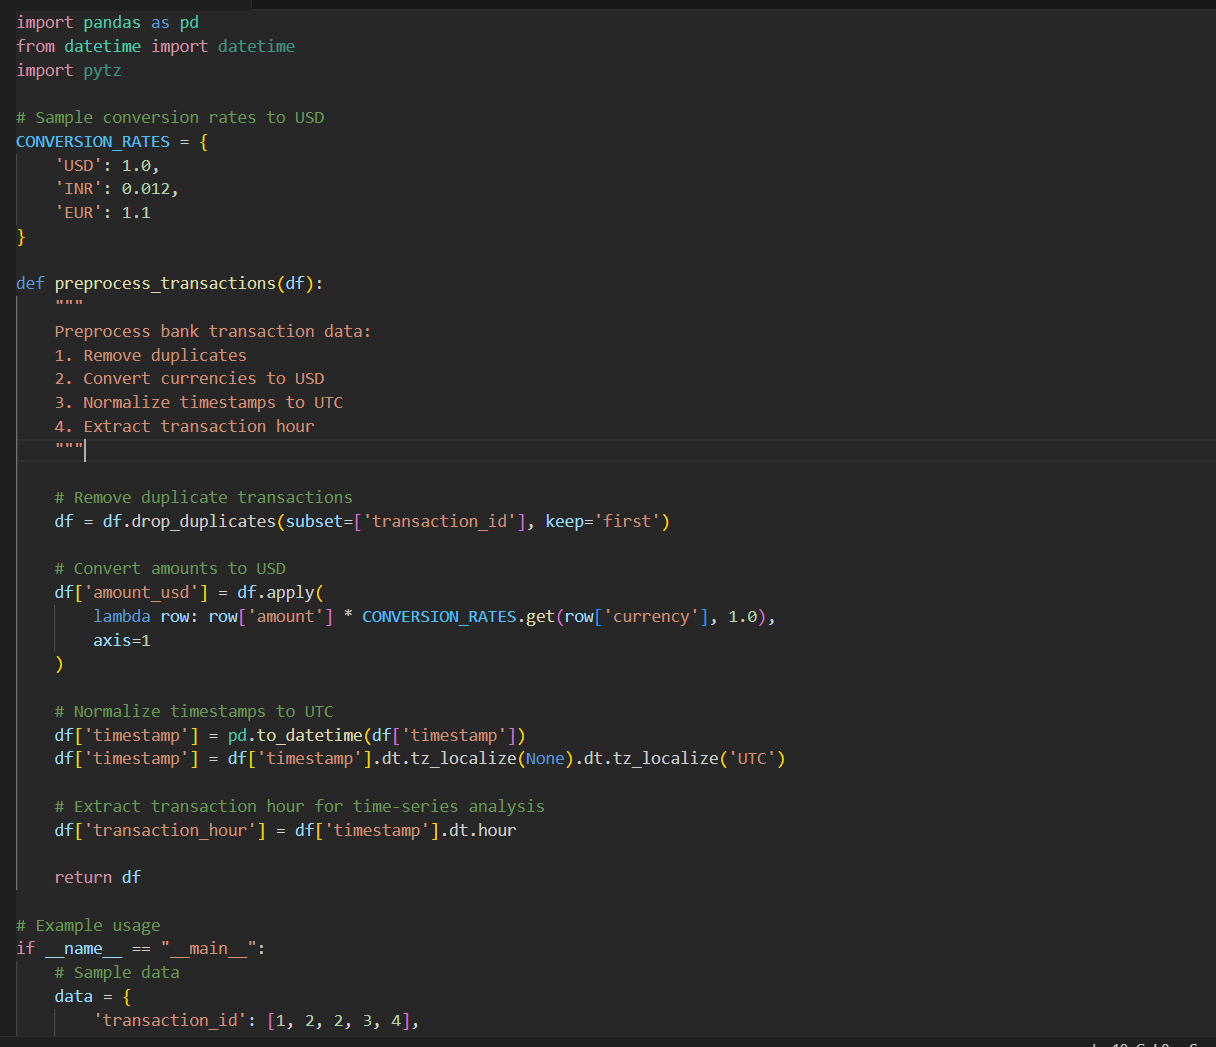 import pandas as pd
from datetime import datetime
import pytz
# Sample conversion rates to USD
CONVERSION_RATES = {
    'USD': 1.0,
    'INR': 0.012,
    'EUR': 1.1
}
def preprocess_transactions(df):
    """
    Preprocess bank transaction data:
    1. Remove duplicates
    2. Convert currencies to USD
    3. Normalize timestamps to UTC
    4. Extract transaction hour
    """
    # Remove duplicate transactions
    df = df.drop_duplicates(subset=['transaction_id'], keep='first')
    # Convert amounts to USD
    df['amount_usd'] = df.apply(
        lambda row: row['amount'] * CONVERSION_RATES.get(row['currency'], 1.0),
        axis=1
    )
    # Normalize timestamps to UTC
    df['timestamp'] = pd.to_datetime(df['timestamp'])
    df['timestamp'] = df['timestamp'].dt.tz_localize(None).dt.tz_localize('UTC')
    # Extract transaction hour for time-series analysis
    df['transaction_hour'] = df['timestamp'].dt.hour
    return df
# Example usage
if __name__ == "__main__":
    # Sample data
    data = {
        'transaction_id': [1, 2, 2, 3, 4],